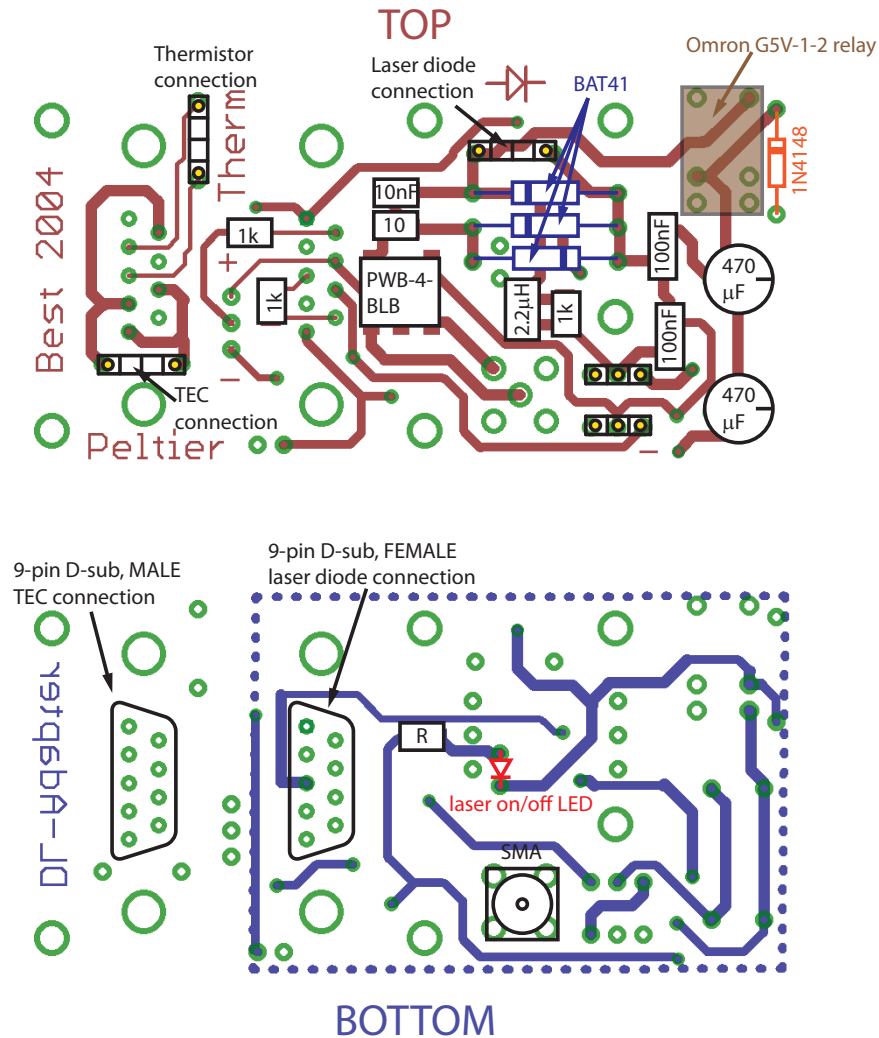 TOP
Thermistor
connection
Laser diode
connection
BAT41
Omron G5V-1-2 relay
1N4148
Therm
Best 2004
10nF
10
1k
+
1k
PWB-4-
BLB
2.2μH
1k
100nF
100nF
470
μF
470
μF
−
TEC
connection
Peltier
−
9-pin D-sub, MALE
TEC connection
9-pin D-sub, FEMALE
laser diode connection
DL-Adapter
R
laser on/off LED
SMA
BOTTOM